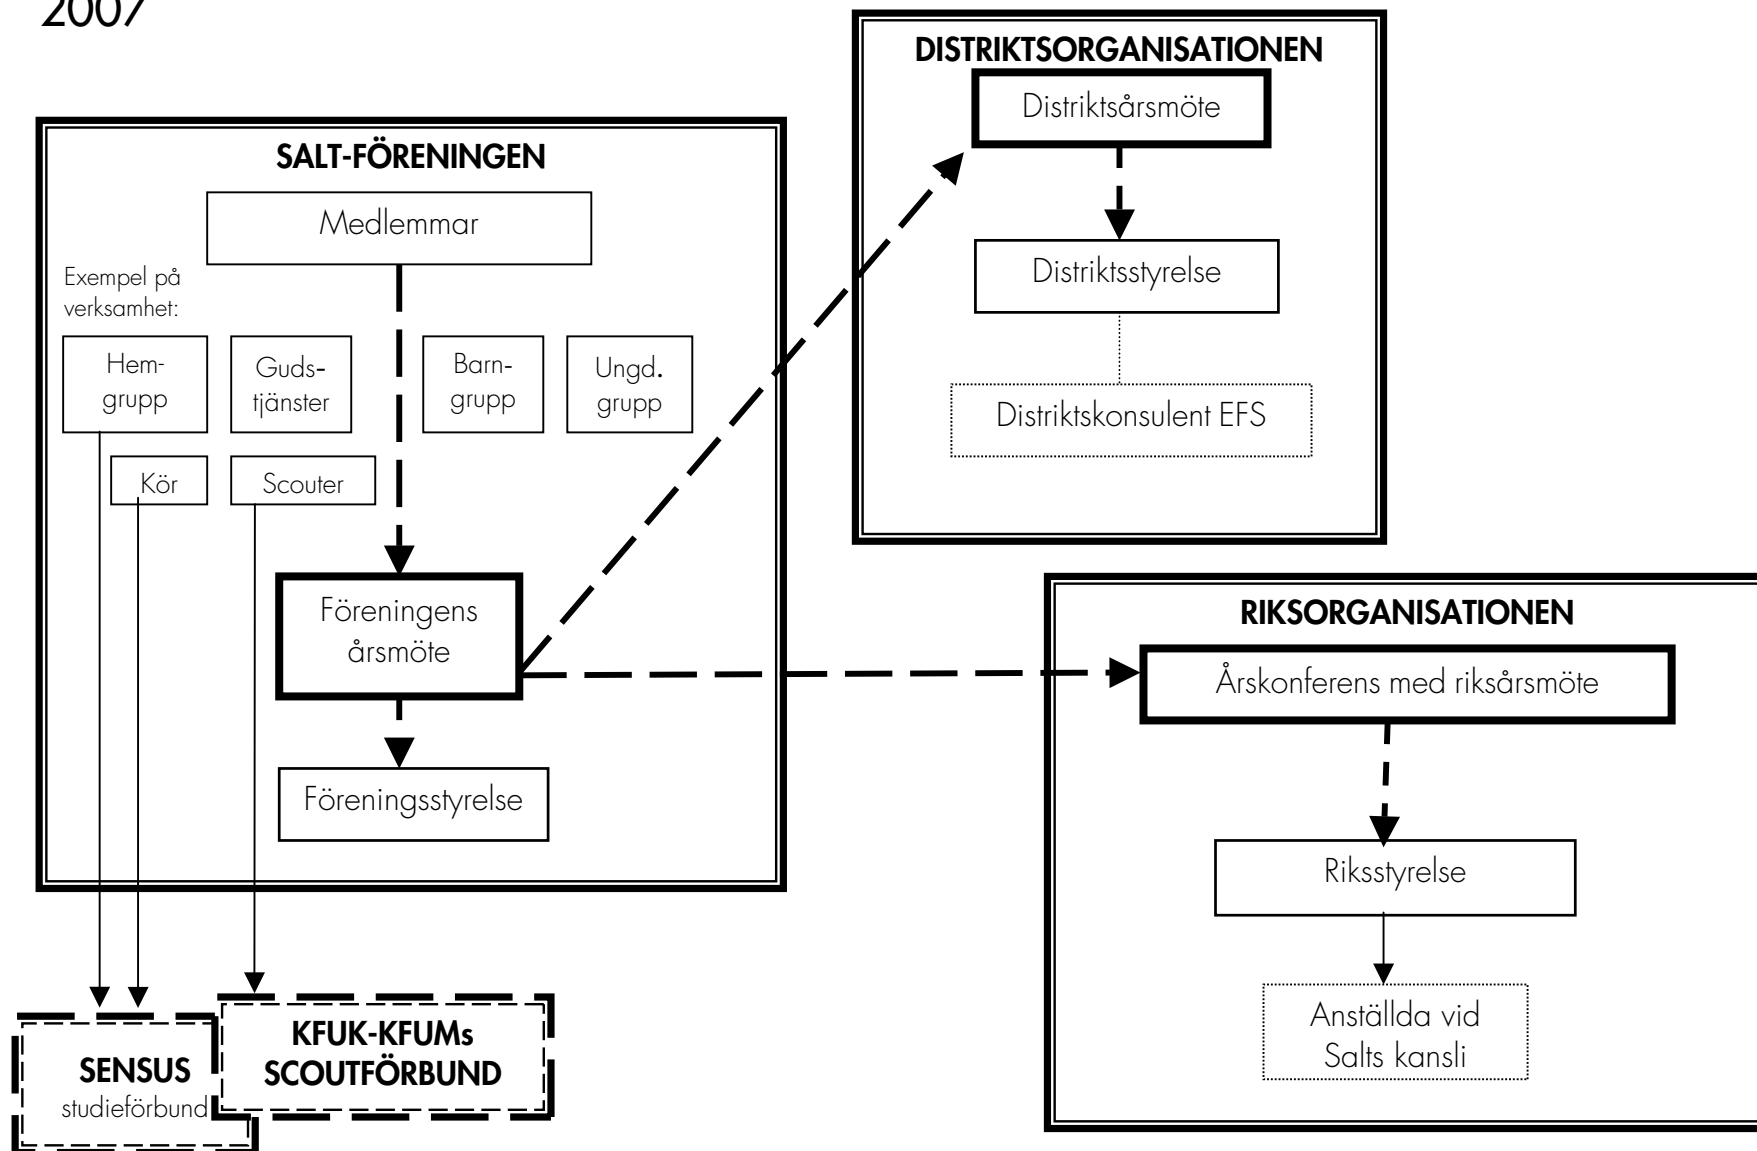 2007
SALT-FÖRENINGEN
Medlemmar
Exempel på
verksamhet:
Hem-
grupp
Guds-
tjänster
Barn-
grupp
Ungd.
grupp
Kör
Scouter
Föreningens
årsmöte
Föreningsstyrelse
SENSUS
studieförbund
KFUK-KFUMs
SCOUTFÖRBUND
DISTRIKTSORGANISATIONEN
Distriktsårsmöte
Distriktsstyrelse
Distriktskonsulent EFS
RIKSORGANISATIONEN
Årskonferens med riksårsmöte
Riksstyrelse
Anställda vid
Salts kansli